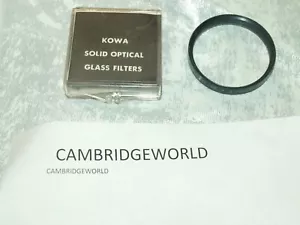 KOWA
SOLID OPTICAL
GLASS FILTERS
CAMBRIDGEWORLD
CAMBRIDGEWORLD